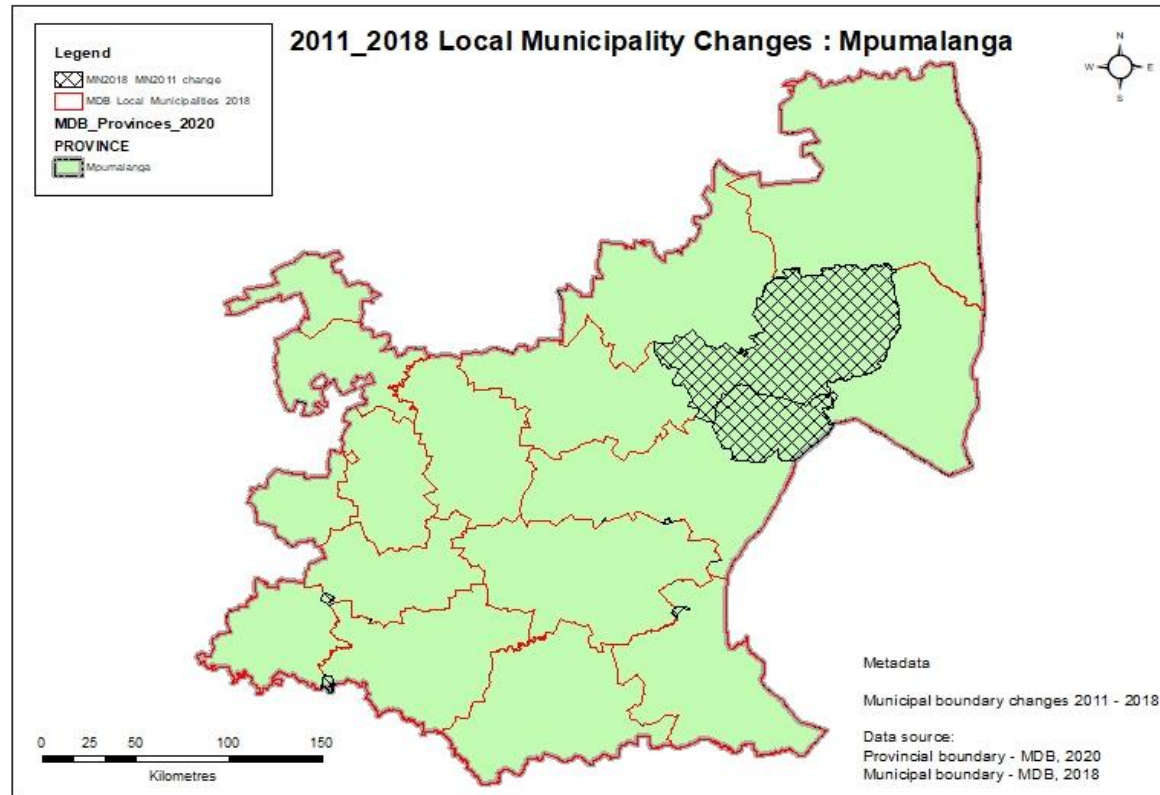 2011_2018 Local Municipality Changes : Mpumalanga
Legend
MN2018 MN2011 change
MDB Local Municipalities 2018
MDB_Provinces_2020
PROVINCE
Mpumalanga
N
W
E
S
0 25 50 100 150
Kilometres
Metadata
Municipal boundary changes 2011 - 2018
Data source:
Provincial boundary - MDB, 2020
Municipal boundary - MDB, 2018